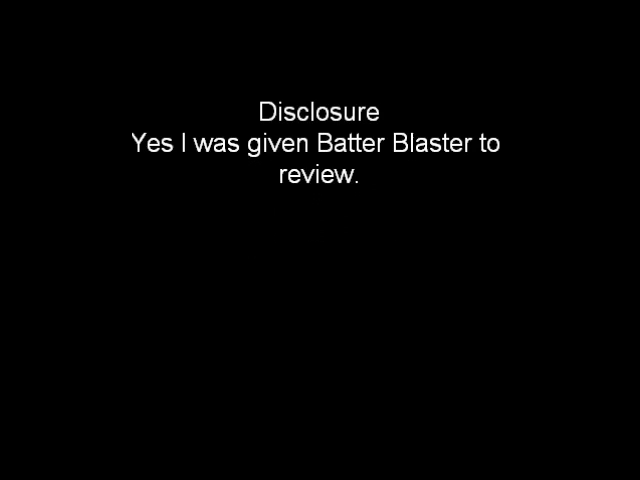 Disclosure
Yes I was given Batter Blaster to
review.